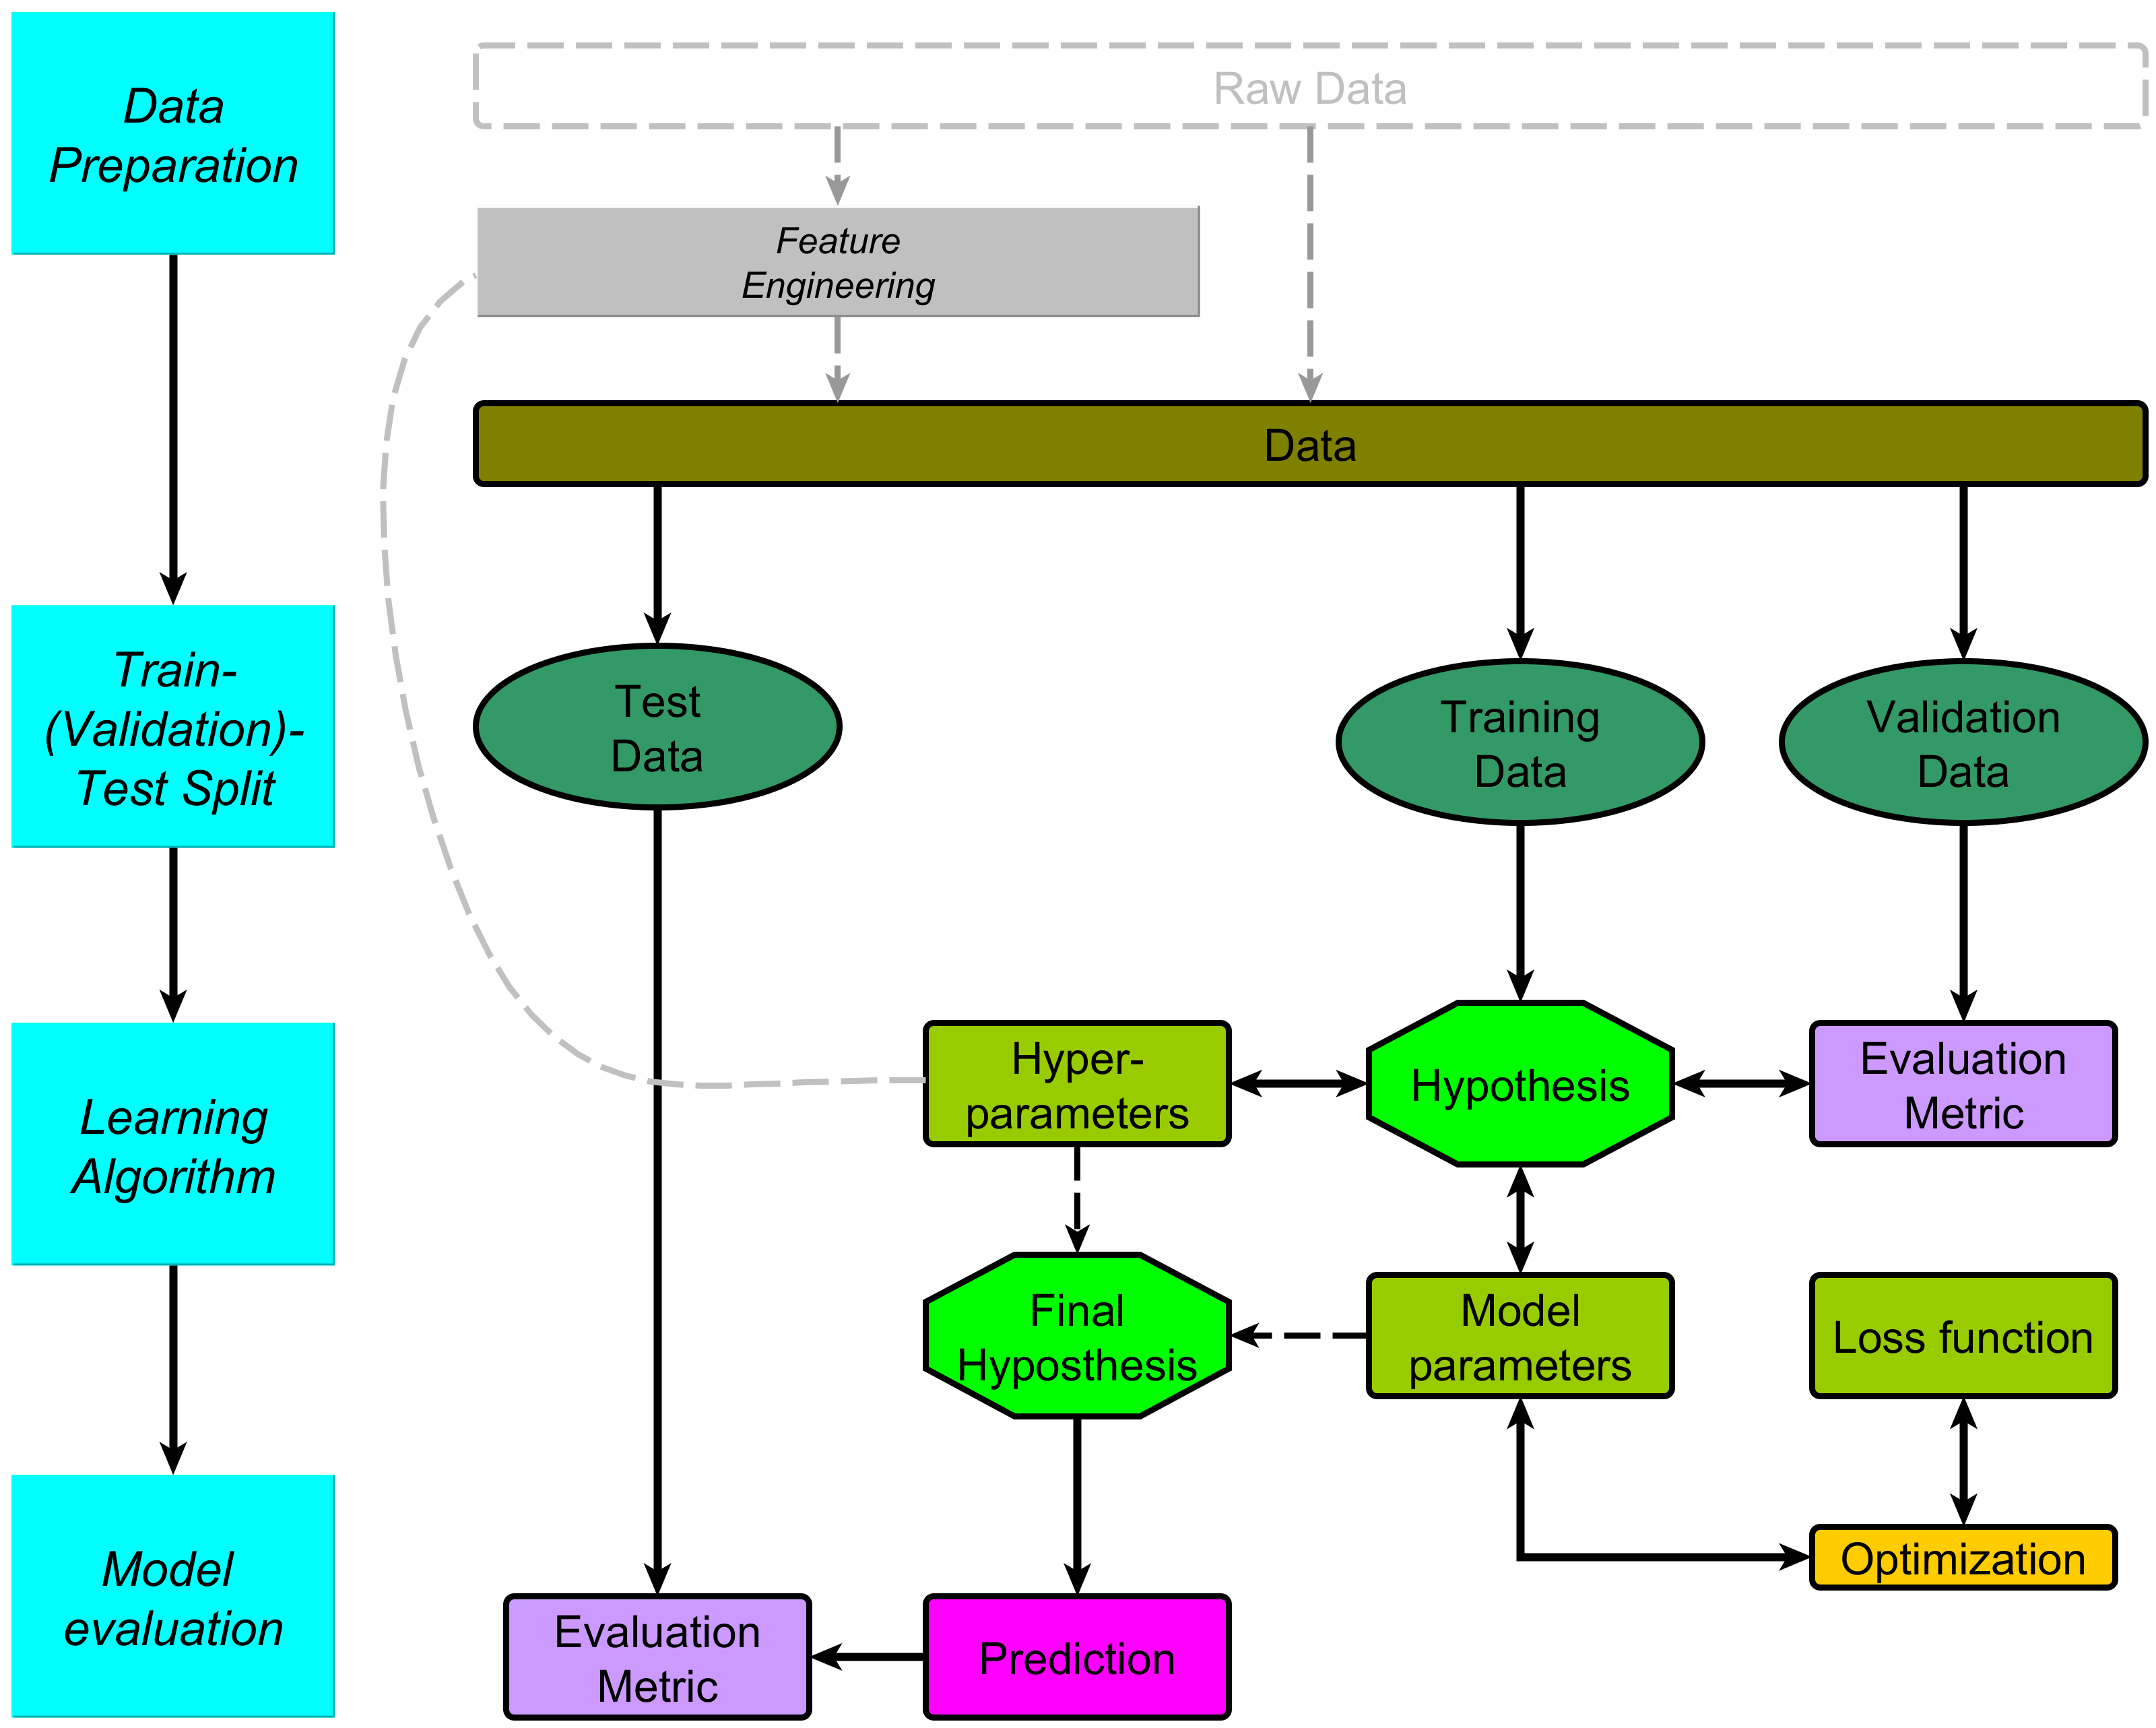 Data
Preparation
Train-
(Validation)-
Test Split
Learning
Algorithm
Model
evaluation
Raw Data
Feature
Engineering
Data
Test
Data
Training
Data
Validation
Data
Hyper-
parameters
Hypothesis
Evaluation
Metric
Final
Hyposthesis
Model
parameters
Loss function
Optimization
Evaluation
Metric
Prediction